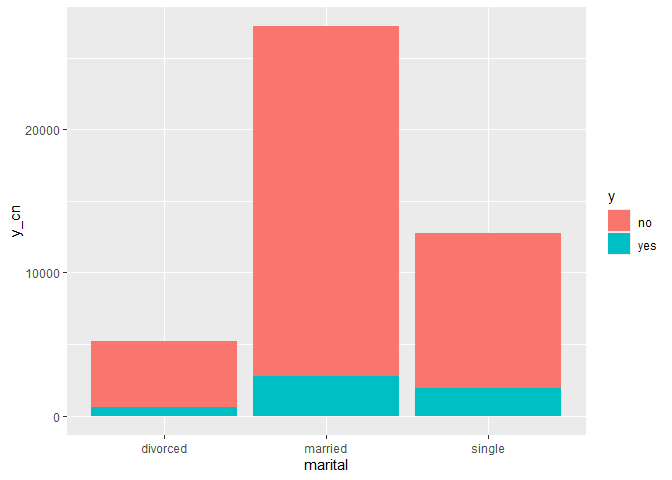 20000
10000
0
y_cn
divorced married single
marital
y
no
yes